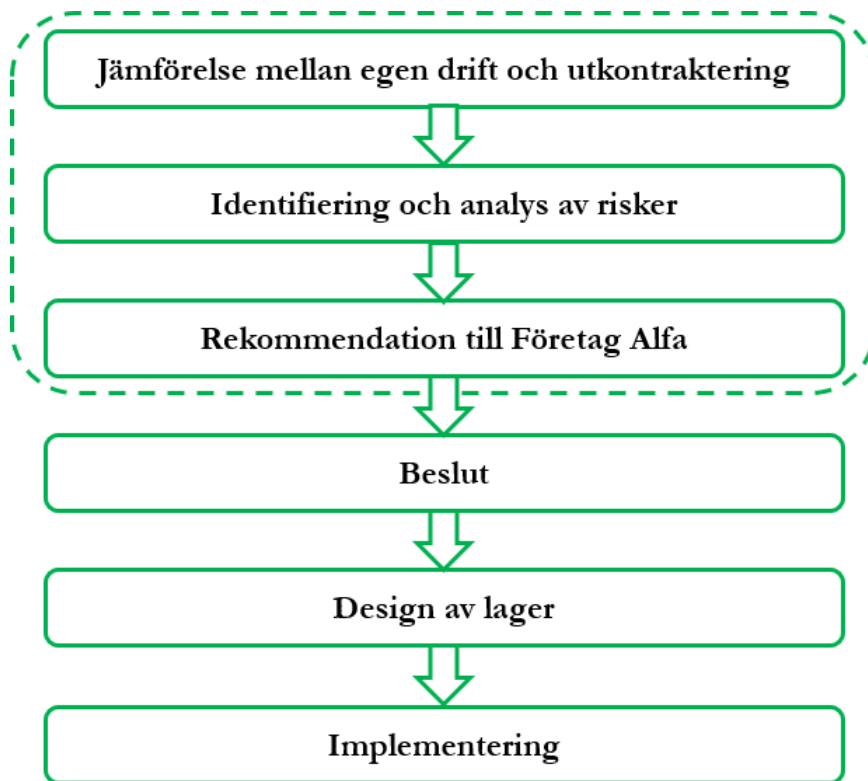 Jämförelse mellan egen drift och utkontraktering
Identifiering och analys av risker
Rekommendation till Företag Alfa
Beslut
Design av lager
Implementering